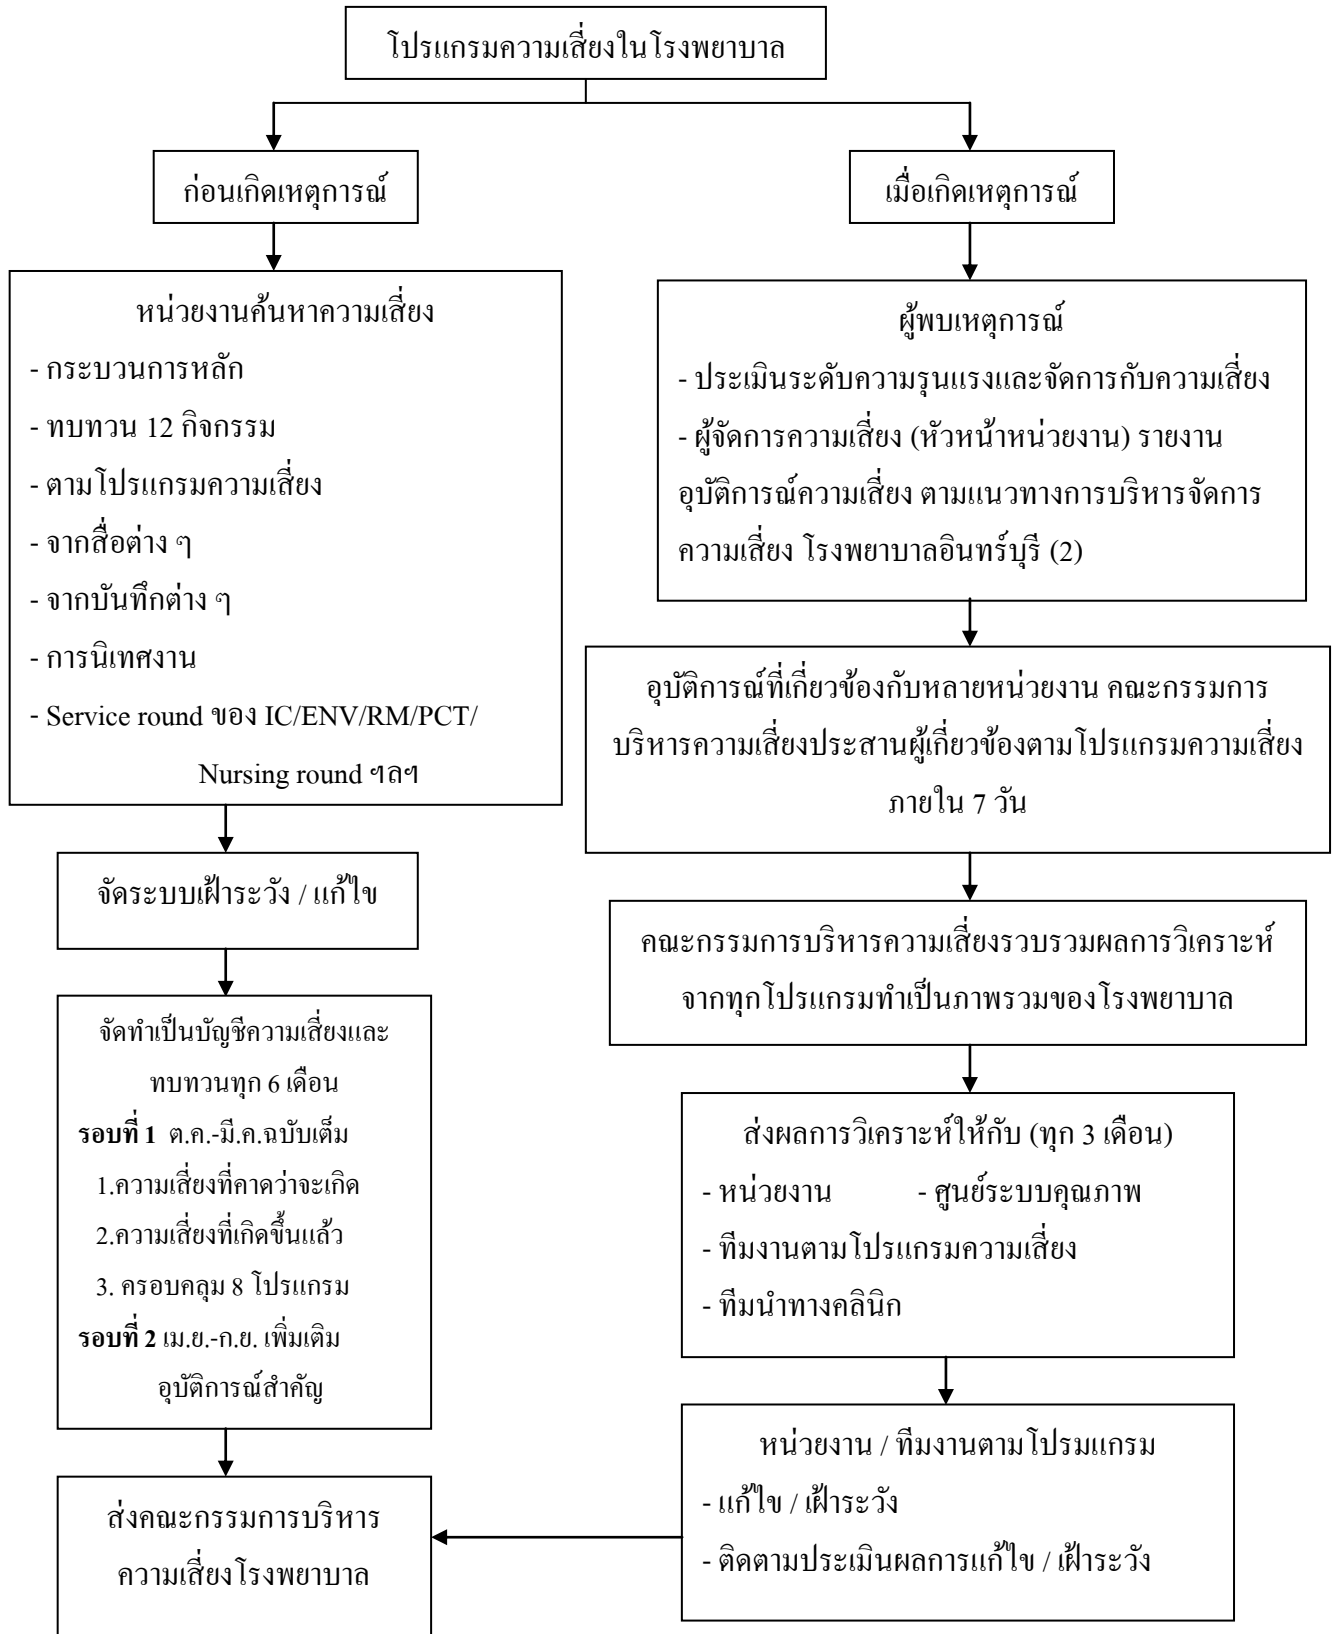 โปรแกรมความเสี่ยงในโรงพยาบาล
ก่อนเกิดเหตุการณ์
หน่วยงานค้นหาความเสี่ยง
- กระบวนการหลัก
- ทบทวน 12 กิจกรรม
- ตามโปรแกรมความเสี่ยง
- จากสื่อต่าง ๆ
- จากบันทึกต่าง ๆ
- การนิเทศงาน
- Service round ของ IC/ENV/RM/PCT/
Nursing round ฯลฯ
จัดระบบเฝ้าระวัง / แก้ไข
จัดทำเป็นบัญชีความเสี่ยงและ
ทบทวนทุก 6 เดือน
รอบที่ 1 ต.ค.-มี.ค.ฉบับเต็ม
1.ความเสี่ยงที่คาดว่าจะเกิด
2.ความเสี่ยงที่เกิดขึ้นแล้ว
3. ครอบคลุม 8 โปรแกรม
รอบที่ 2 เม.ย.-ก.ย. เพิ่มเติม
อุบัติการณ์สำคัญ
ส่งคณะกรรมการบริหาร
ความเสี่ยงโรงพยาบาล
เมื่อเกิดเหตุการณ์
ผู้พบเหตุการณ์
- ประเมินระดับความรุนแรงและจัดการกับความเสี่ยง
- ผู้จัดการความเสี่ยง (หัวหน้าหน่วยงาน) รายงาน
อุบัติการณ์ความเสี่ยง ตามแนวทางการบริหารจัดการ
ความเสี่ยง โรงพยาบาลอินทร์บุรี (2)
อุบัติการณ์ที่เกี่ยวข้องกับหลายหน่วยงาน คณะกรรมการ
บริหารความเสี่ยงประสานผู้เกี่ยวข้องตามโปรแกรมความเสี่ยง
ภายใน 7 วัน
คณะกรรมการบริหารความเสี่ยงรวบรวมผลการวิเคราะห์
จากทุกโปรแกรมทำเป็นภาพรวมของโรงพยาบาล
ส่งผลการวิเคราะห์ให้กับ (ทุก 3 เดือน)
- หน่วยงาน - ศูนย์ระบบคุณภาพ
- ทีมงานตามโปรแกรมความเสี่ยง
- ทีมนำทางคลินิก
หน่วยงาน / ทีมงานตามโปรมแกรม
- แก้ไข / เฝ้าระวัง
- ติดตามประเมินผลการแก้ไข / เฝ้าระวัง